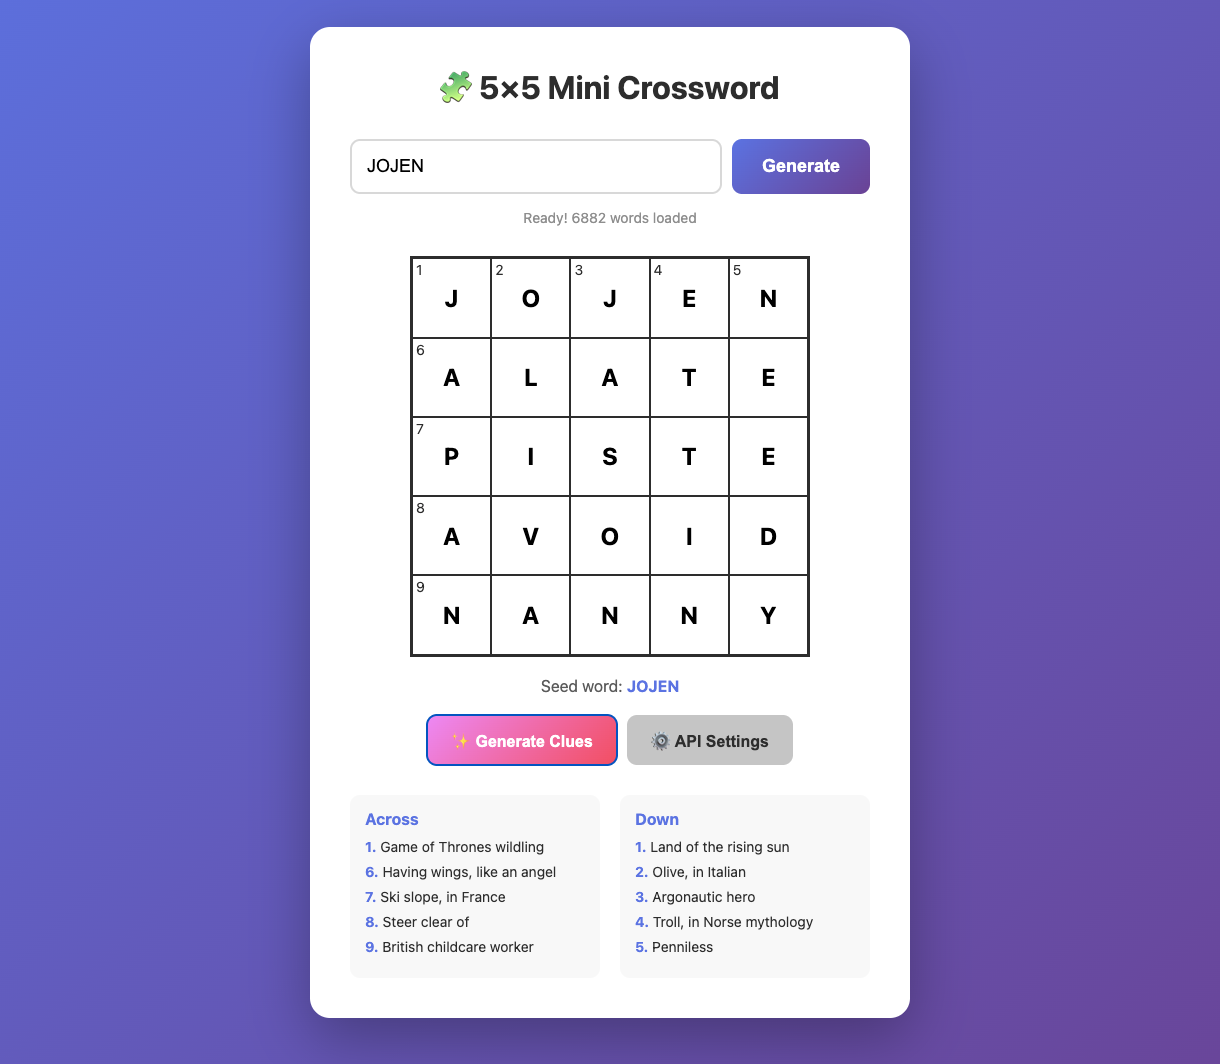 🧩 5×5 Mini Crossword
JOJEN
Generate
Ready! 6882 words loaded
1 J 2 O 3 J 4 E 5 N
6 A L A T E
7 P I S T E
8 A V O I D
9 N A N N Y
Seed word: JOJEN
✨ Generate Clues
⚙️ API Settings
Across
1. Game of Thrones wildling
6. Having wings, like an angel
7. Ski slope, in France
8. Steer clear of
9. British childcare worker
Down
1. Land of the rising sun
2. Olive, in Italian
3. Argonautic hero
4. Troll, in Norse mythology
5. Penniless